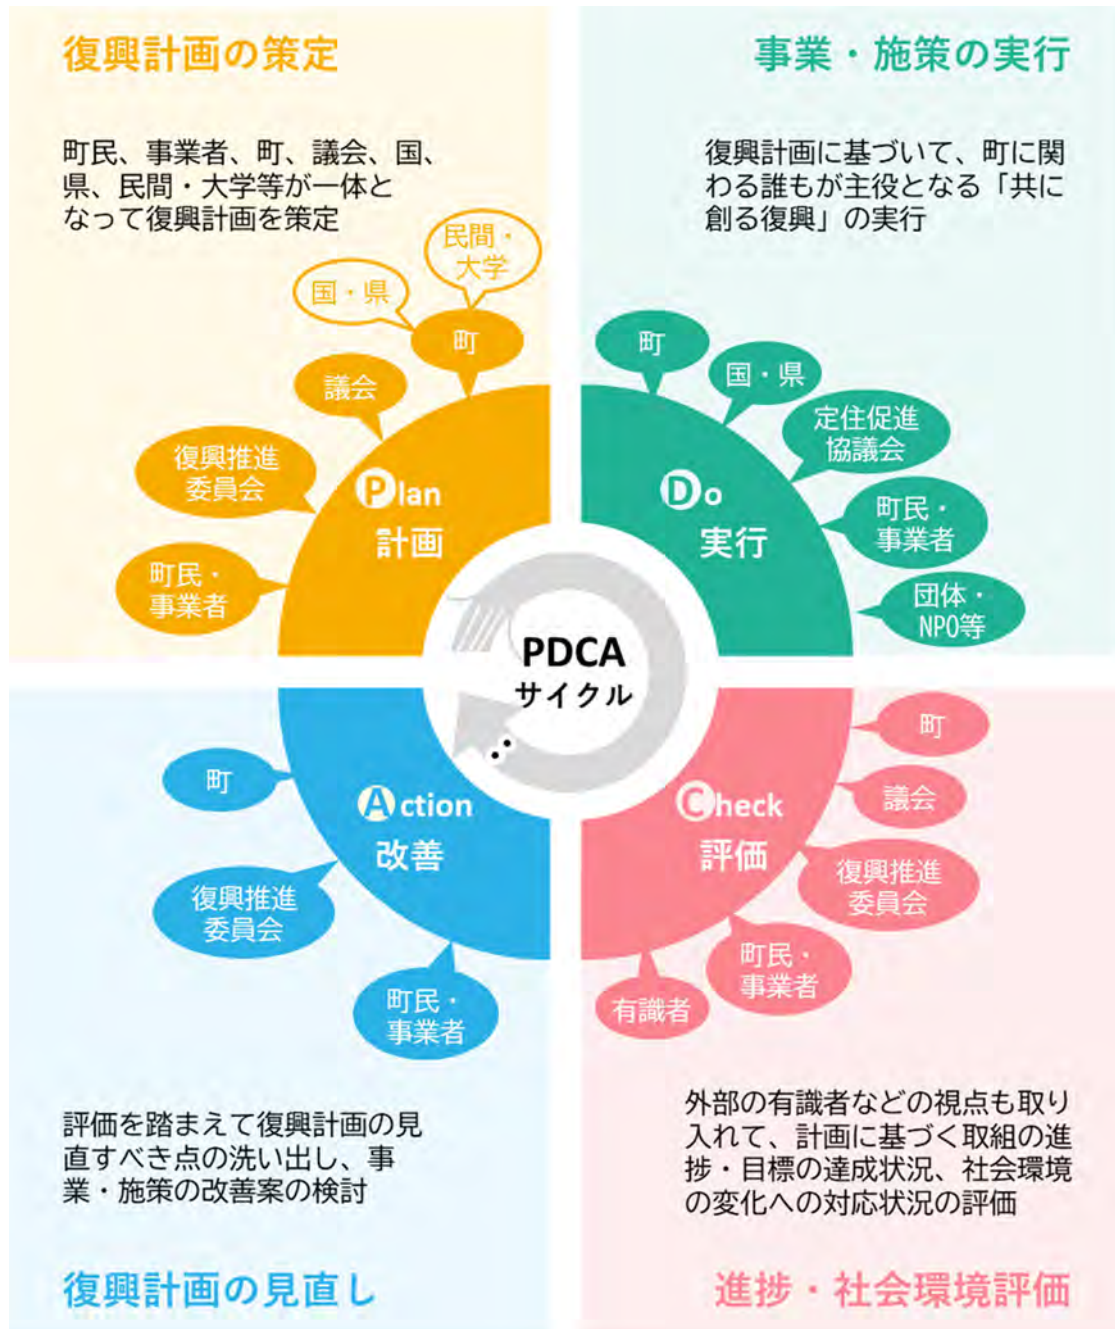 復興計画の策定
町民、事業者、町、議会、国、
県、民間・大学等が一体と
なって復興計画を策定
民間・
大学
国・県
町
議会
復興推進
委員会
町民・
事業者
Plan
計画
事業・施策の実行
復興計画に基づいて、町に関
わる誰もが主役となる「共に
創る復興」の実行
町
国・県
定住促進
協議会
町民・
事業者
団体・
NPO等
Do
実行
PDCA
サイクル
町
議会
復興推進
委員会
町民・
事業者
有識者
Check
評価
外部の有識者などの視点も取り
入れて、計画に基づく取組の進
捗・目標の達成状況、社会環境
の変化への対応状況の評価
進捗・社会環境評価
町
復興推進
委員会
町民・
事業者
Action
改善
評価を踏まえて復興計画の見
直すべき点の洗い出し、事
業・施策の改善案の検討
復興計画の見直し